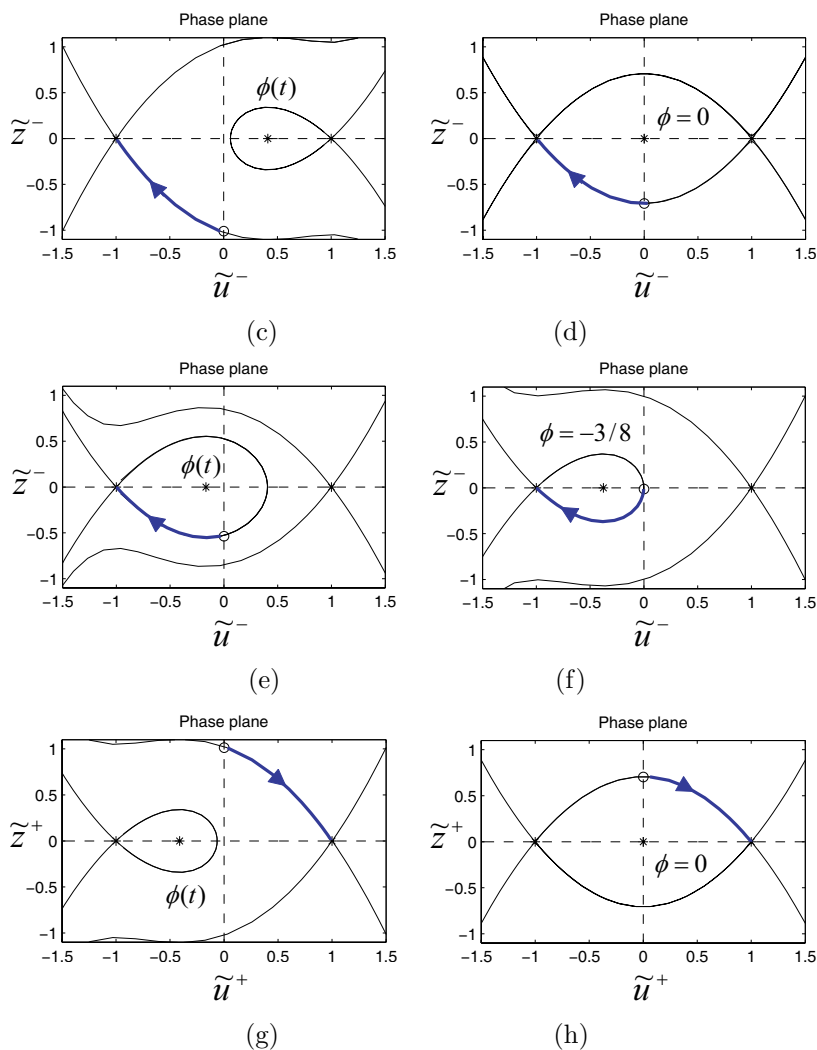 Phase plane
1
0.5
0
−0.5
−1
−1.5 −1 −0.5 0 0.5 1 1.5
z̃⁻
ũ⁻
ϕ(t)
(c)
Phase plane
1
0.5
0
−0.5
−1
−1.5 −1 −0.5 0 0.5 1 1.5
z̃⁻
ũ⁻
ϕ = 0
(d)
Phase plane
1
0.5
0
−0.5
−1
−1.5 −1 −0.5 0 0.5 1 1.5
z̃⁻
ũ⁻
ϕ(t)
(e)
Phase plane
1
0.5
0
−0.5
−1
−1.5 −1 −0.5 0 0.5 1 1.5
z̃⁻
ũ⁻
ϕ = −3/8
(f)
Phase plane
1
0.5
0
−0.5
−1
−1.5 −1 −0.5 0 0.5 1 1.5
z̃⁺
ũ⁺
ϕ(t)
(g)
Phase plane
1
0.5
0
−0.5
−1
−1.5 −1 −0.5 0 0.5 1 1.5
z̃⁺
ũ⁺
ϕ = 0
(h)